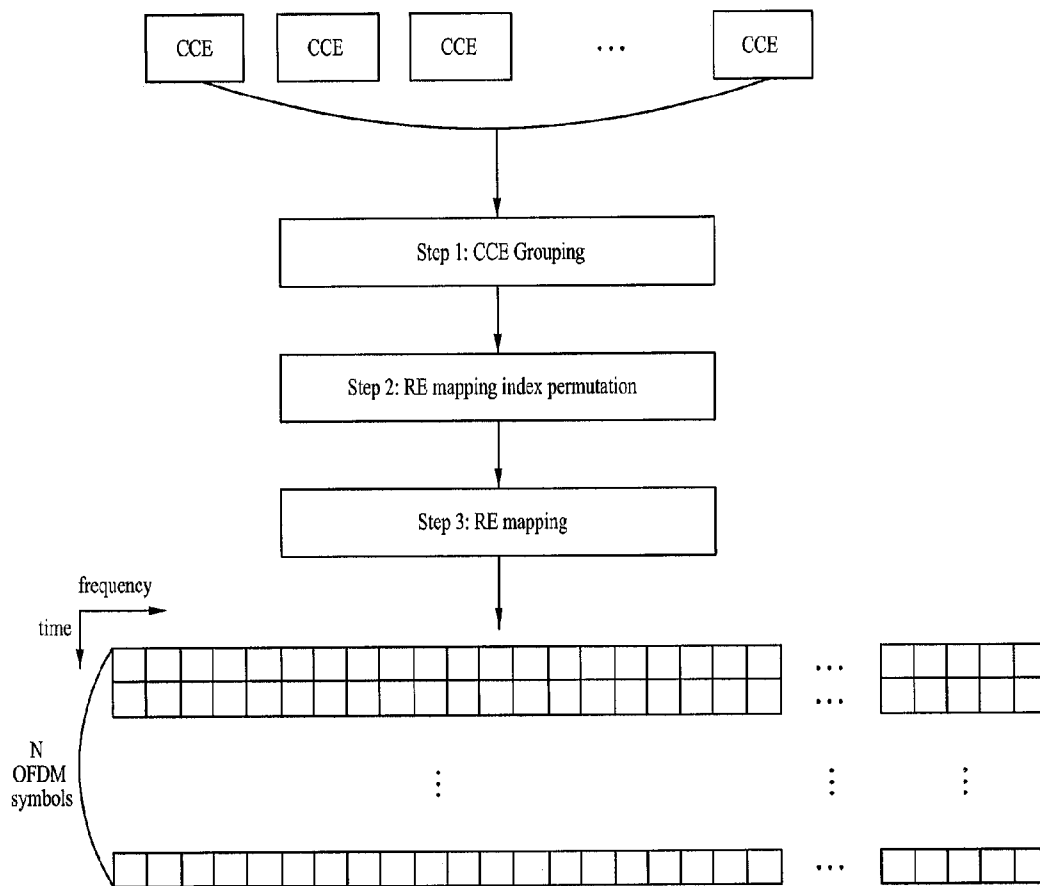 CCE CCE CCE ... CCE
Step 1: CCE Grouping
Step 2: RE mapping index permutation
Step 3: RE mapping
frequency
time
...
...
N
OFDM
symbols
...